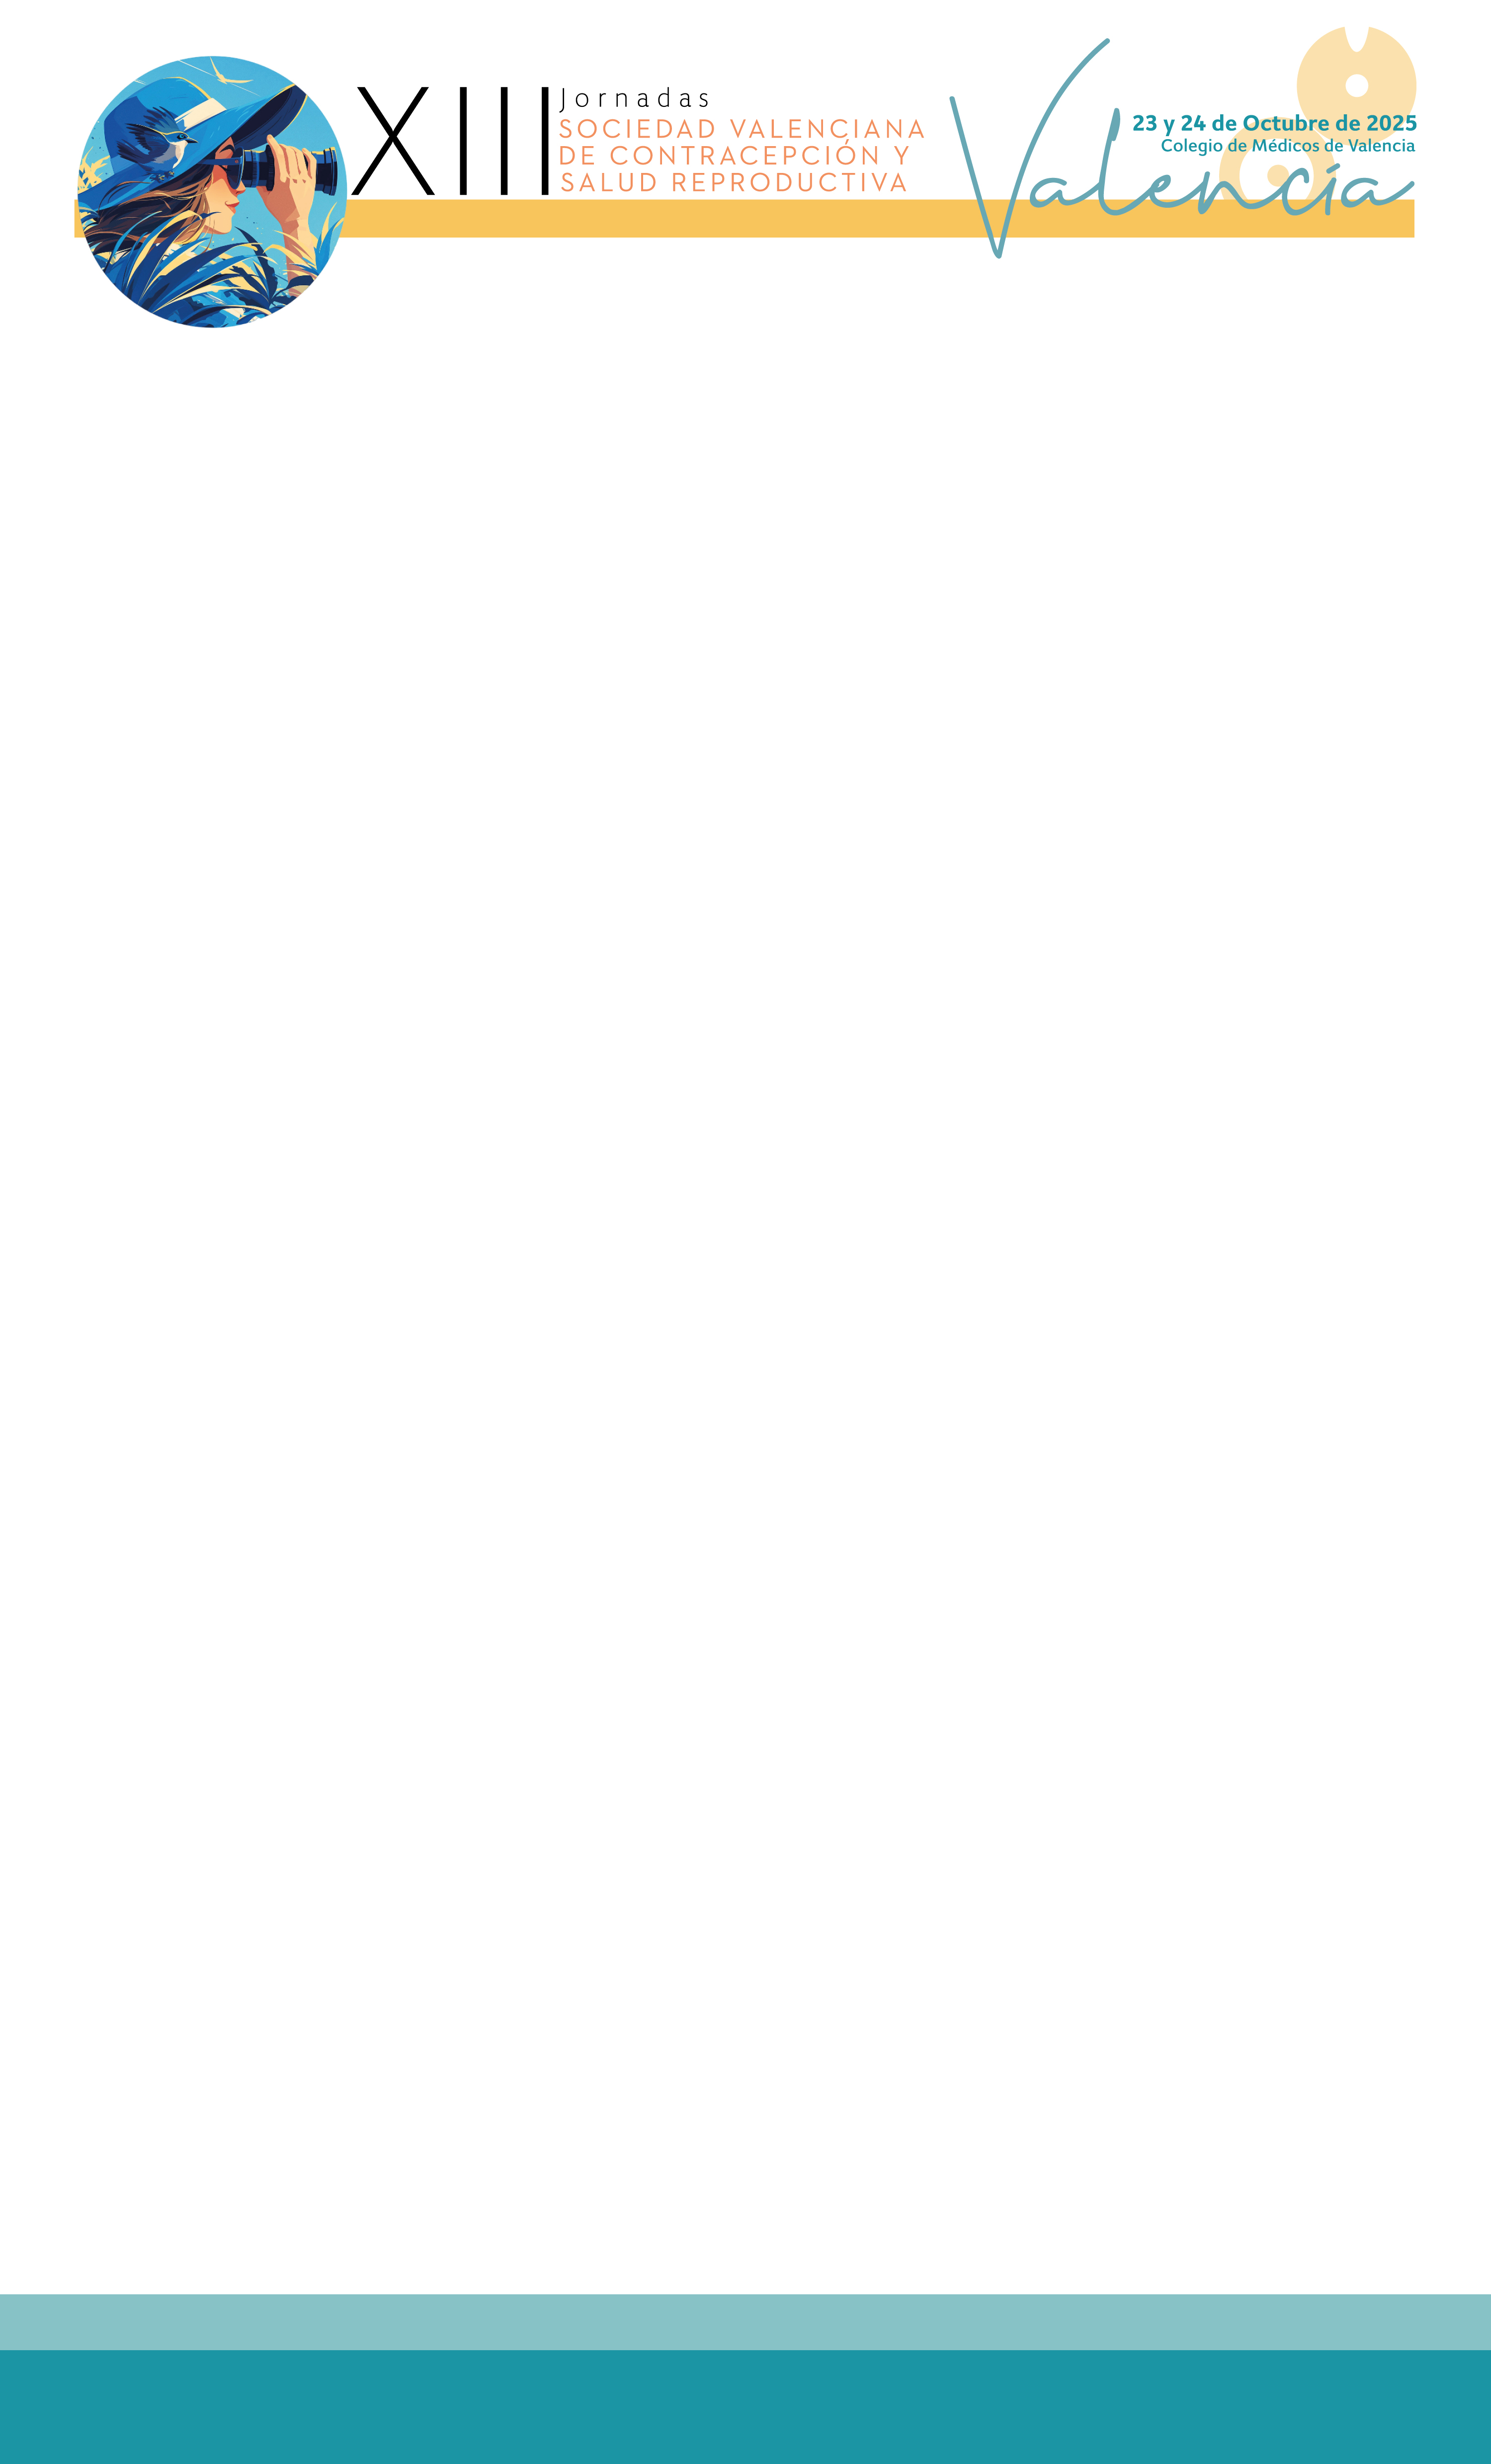 XIII
Jornadas
SOCIEDAD VALENCIANA
DE CONTRACEPCIÓN Y
SALUD REPRODUCTIVA
23 y 24 de Octubre de 2025
Colegio de Médicos de Valencia
Valencia